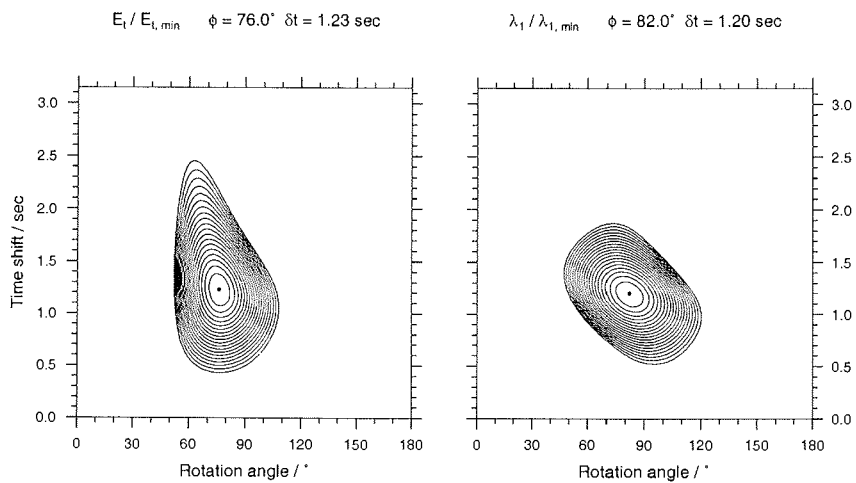 E_t / E_t, min ϕ = 76.0˚ δt = 1.23 sec
λ_1 / λ_1, min ϕ = 82.0˚ δt = 1.20 sec
Time shift / sec
3.0
2.5
2.0
1.5
1.0
0.5
0.0
0 30 60 90 120 150 180
Rotation angle / ˚
3.0
2.5
2.0
1.5
1.0
0.5
0.0
0 30 60 90 120 150 180
Rotation angle / ˚